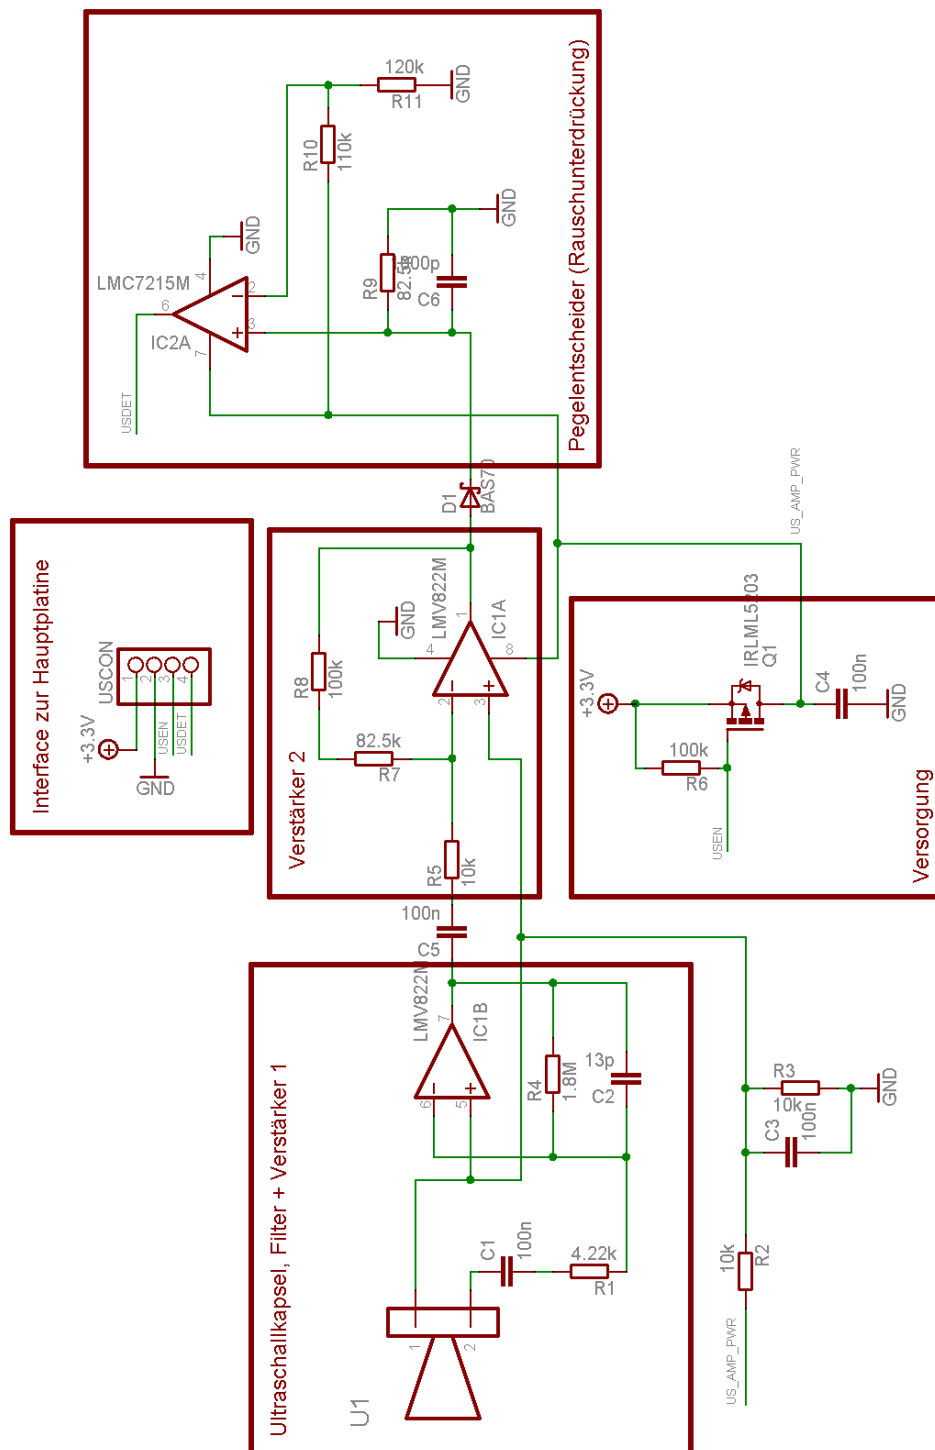 Pegelentscheider (Rauschunterdrückung)
120k
R11
GND
R10
110k
GND
R9
82.5k
C6
GND
LMC7215M
IC2A
4
6
7
2
3
USDET
D1
BAS70
Interface zur Hauptplatine
USCON
1
2
3
4
+3.3V
GND
USEN
USDET
Verstärker 2
R8
100k
82.5k
R7
R5
10k
GND
LMV822M
IC1A
4
1
8
2
3
US_AMP_PWR
Versorgung
IRLML5203
Q1
+3.3V
100k
R6
USEN
C4
100n
GND
100n
C5
Ultraschallkapsel, Filter + Verstärker 1
LMV822M
IC1B
7
6
5
R4
1.8M
13p
C2
C1
100n
4.22k
R1
U1
1
2
R3
10k
C3
100n
GND
10k
R2
US_AMP_PWR